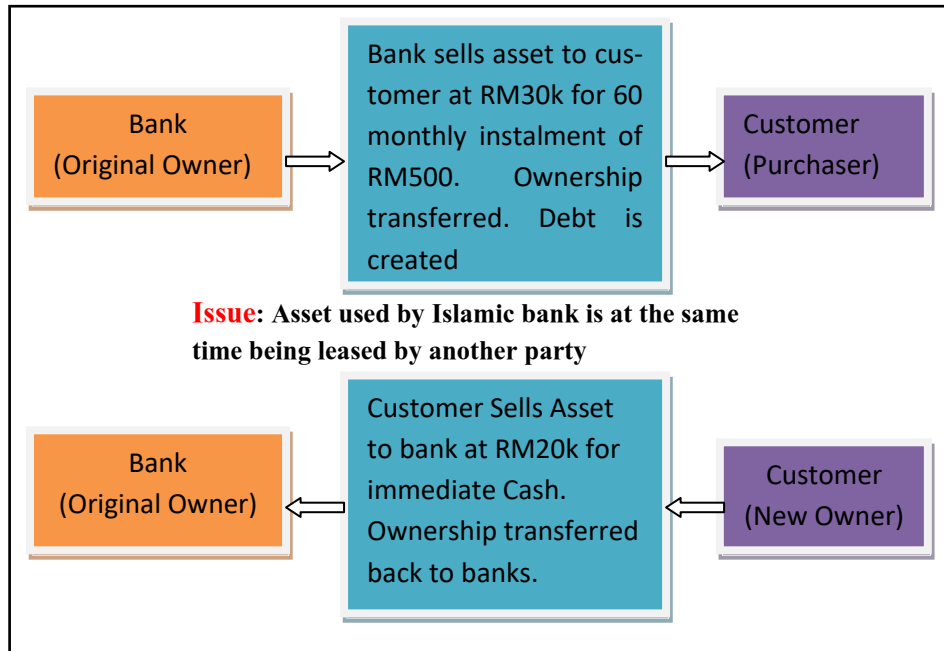 Bank
(Original Owner)
Bank sells asset to cus-
tomer at RM30k for 60
monthly instalment of
RM500. Ownership
transferred. Debt is
created
Customer
(Purchaser)
Issue: Asset used by Islamic bank is at the same
time being leased by another party
Bank
(Original Owner)
Customer Sells Asset
to bank at RM20k for
immediate Cash.
Ownership transferred
back to banks.
Customer
(New Owner)